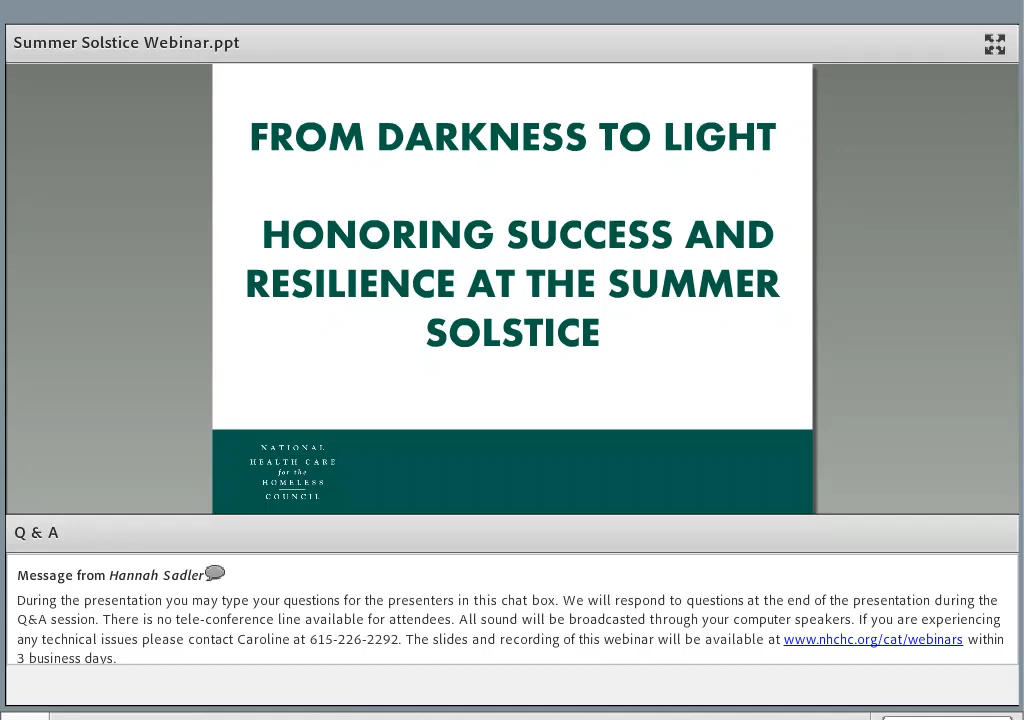 Summer Solstice Webinar.ppt
FROM DARKNESS TO LIGHT
HONORING SUCCESS AND
RESILIENCE AT THE SUMMER
SOLSTICE
NATIONAL
HEALTH CARE
for the
HOMELESS
COUNCIL
Q & A
Message from Hannah Sadler
During the presentation you may type your questions for the presenters in this chat box. We will respond to questions at the end of the presentation during the
Q&A session. There is no tele-conference line available for attendees. All sound will be broadcasted through your computer speakers. If you are experiencing
any technical issues please contact Caroline at 615-226-2292. The slides and recording of this webinar will be available at www.nhchc.org/cat/webinars within
3 business days.